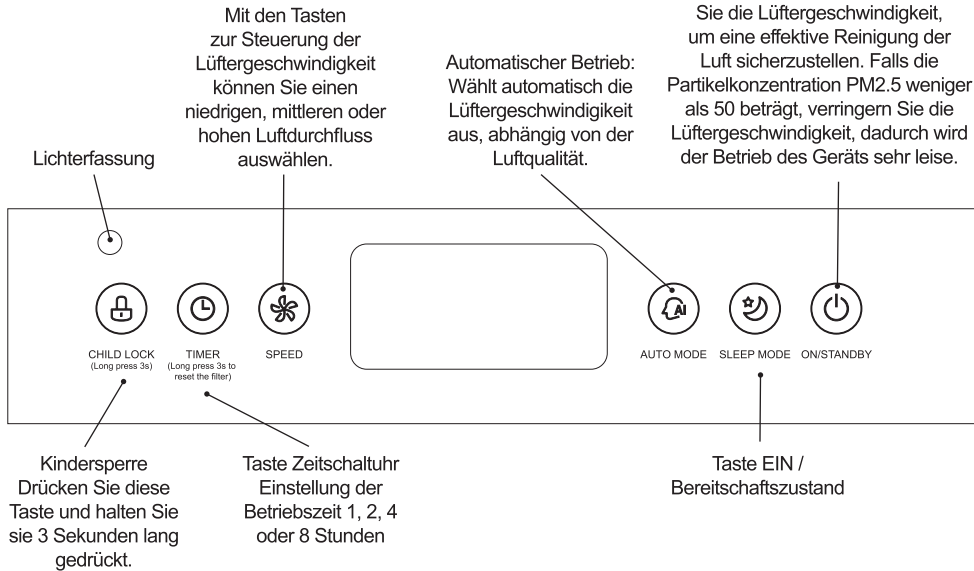 Mit den Tasten
zur Steuerung der
Lüftergeschwindigkeit
können Sie einen
niedrigen, mittleren oder
hohen Luftdurchfluss
auswählen.
Automatischer Betrieb:
Wählt automatisch die
Lüftergeschwindigikeit
aus, abhängig von der
Luftqualität.
Sie die Lüftergeschwindigkeit,
um eine effektive Reinigung der
Luft sicherzustellen. Falls die
Partikelkonzentration PM2.5 weniger
als 50 beträgt, verringern Sie die
Lüftergeschwindigkeit, dadurch wird
der Betrieb des Geräts sehr leise.
Lichterfassung
AI
CHILD LOCK
(Long press 3s)
TIMER
(Long press 3s to
reset the filter)
SPEED
AUTO MODE
SLEEP MODE
ON/STANDBY
Kindersperre
Drücken Sie diese
Taste und halten Sie
sie 3 Sekunden lang
gedrückt.
Taste Zeitschaltuhr
Einstellung der
Betriebszeit 1, 2, 4
oder 8 Stunden
Taste EIN /
Bereitschaftszustand